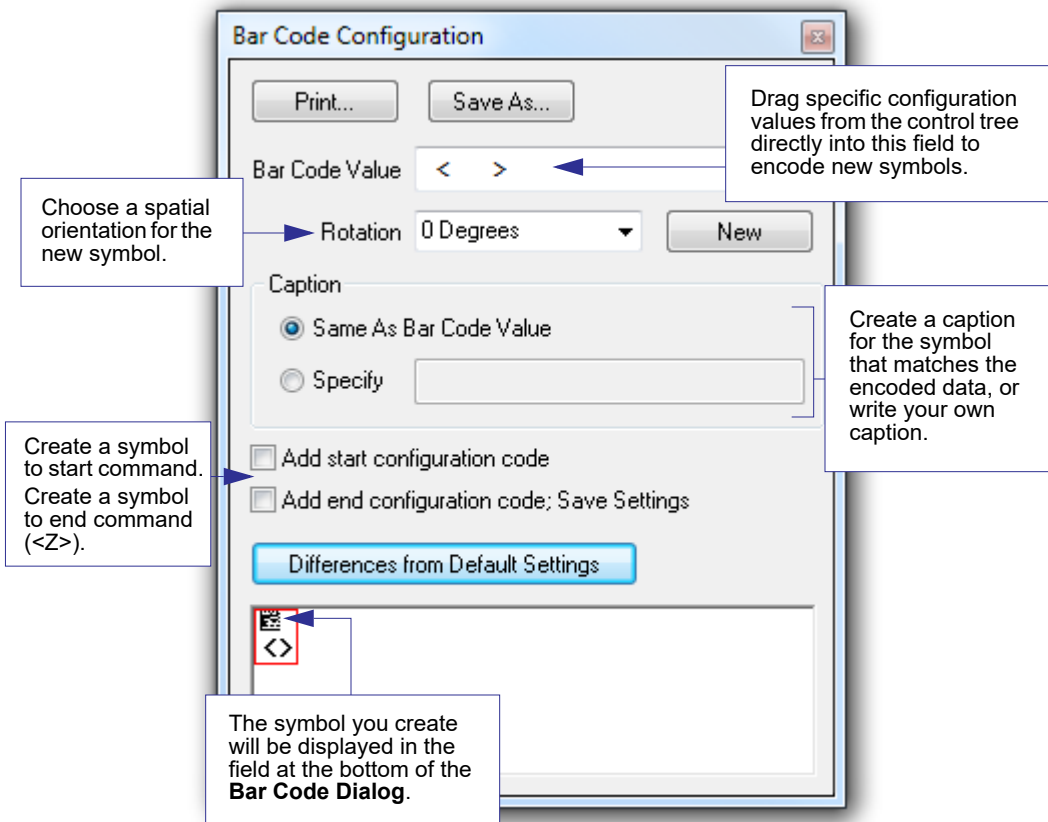 Bar Code Configuration
Print...
Save As...
Drag specific configuration
values from the control tree
directly into this field to
encode new symbols.
Bar Code Value
< >
Choose a spatial
orientation for the
new symbol.
Rotation
0 Degrees
New
Caption
Same As Bar Code Value
Specify
Create a caption
for the symbol
that matches the
encoded data, or
write your own
caption.
Create a symbol
to start command.
Create a symbol
to end command
(<Z>).
Add start configuration code
Add end configuration code; Save Settings
Differences from Default Settings
<>
The symbol you create
will be displayed in the
field at the bottom of the
Bar Code Dialog.